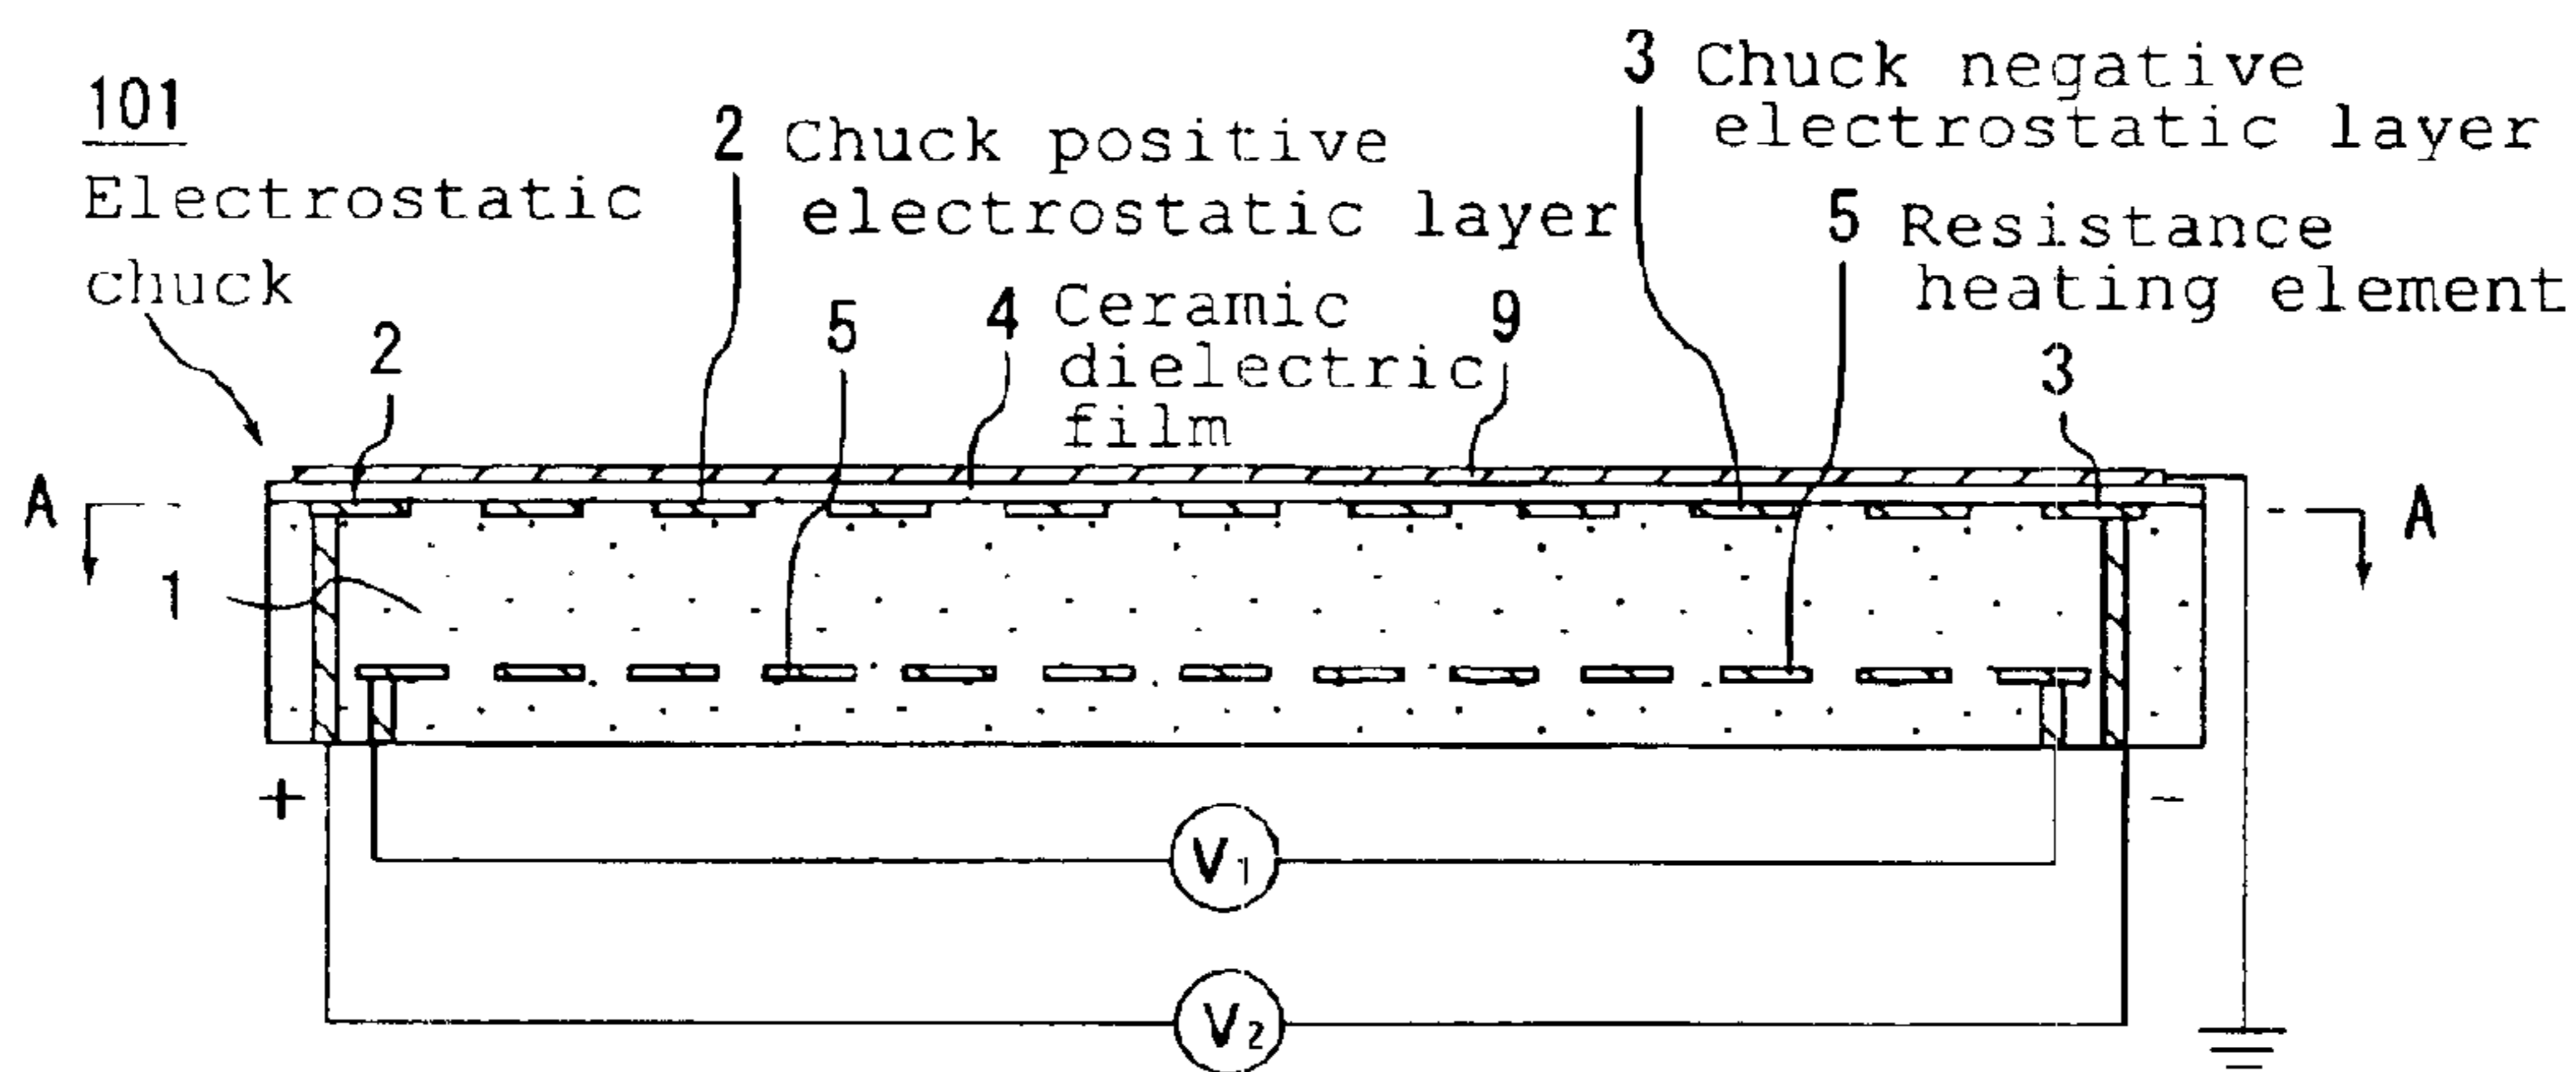 101
Electrostatic
chuck
2 Chuck positive
electrostatic layer
3 Chuck negative
electrostatic layer
5 Resistance
heating element
2
5
4 Ceramic
dielectric
film
9
3
A
A
1
+
-
V1
V2